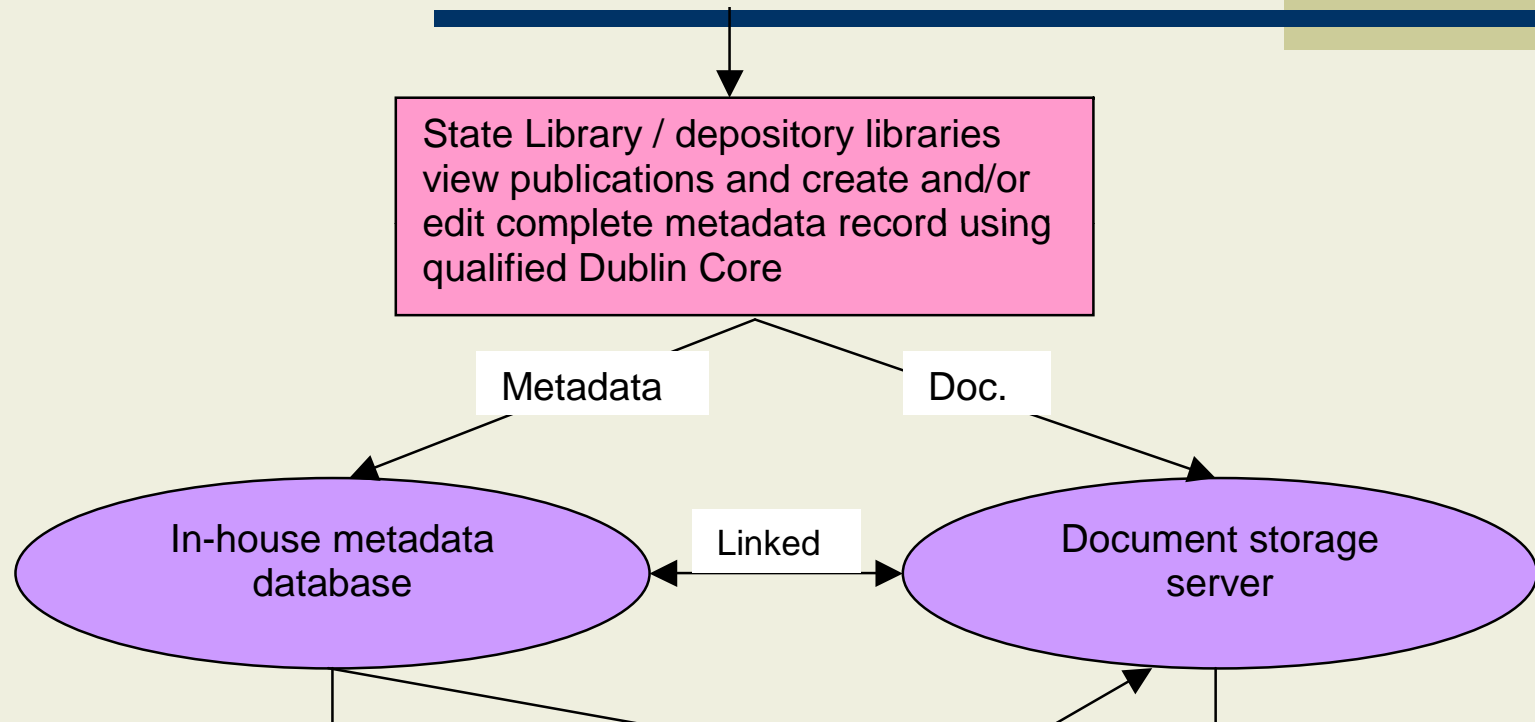 State Library / depository libraries
view publications and create and/or
edit complete metadata record using
qualified Dublin Core
Metadata
Doc.
In-house metadata
database
Linked
Document storage
server